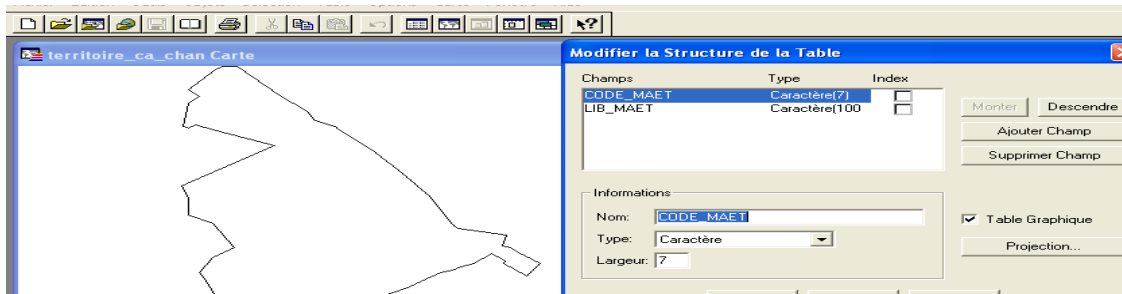 territoire_ca_chan Carte
Modifier la Structure de la Table
Champs Type Index
CODE_MAET Caractère(7)
LIB_MAET Caractère(100
Monter Descendre
Ajouter Champ
Supprimer Champ
Informations
Nom: CODE_MAET
Type: Caractère
Largeur: 7
Table Graphique
Projection...